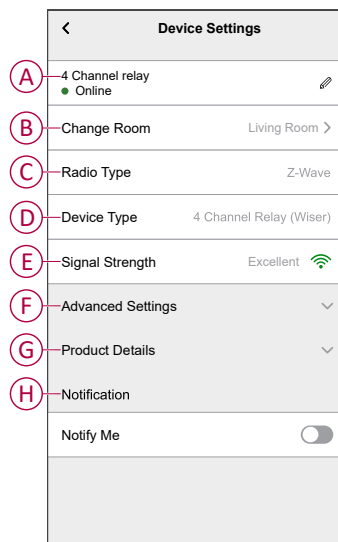 Device Settings
A 4 Channel relay
Online
B Change Room Living Room
C Radio Type Z-Wave
D Device Type 4 Channel Relay (Wiser)
E Signal Strength Excellent
F Advanced Settings
G Product Details
H Notification
Notify Me